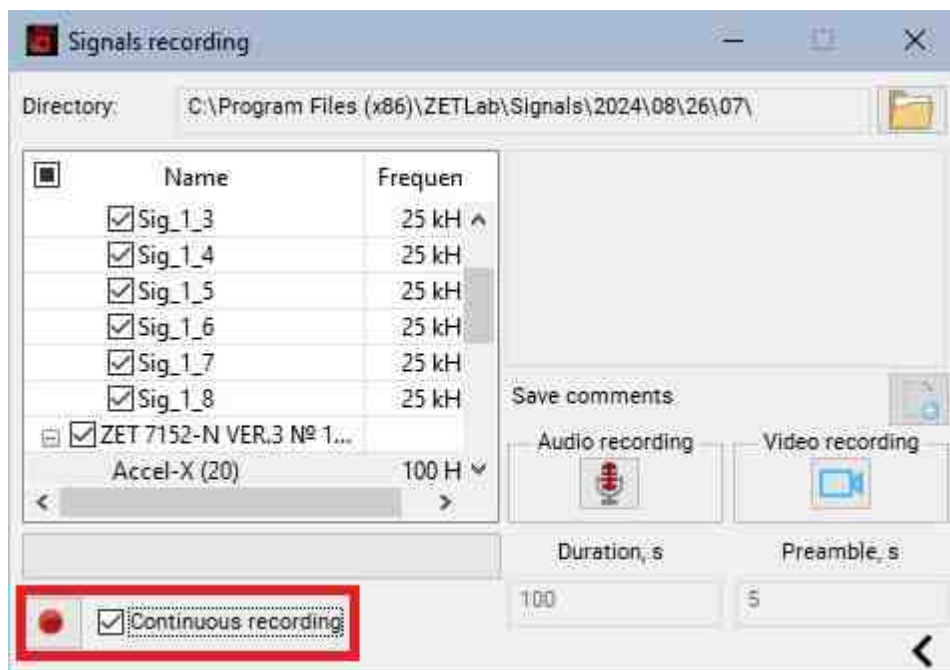 Signals recording
Directory: C:\Program Files (x86)\ZETLab\Signals\2024\08\26\07\
Name Frequen
Sig_1_3 25 kH
Sig_1_4 25 kH
Sig_1_5 25 kH
Sig_1_6 25 kH
Sig_1_7 25 kH
Sig_1_8 25 kH
ZET 7152-N VER.3 № 1...
Accel-X (20) 100 H
Save comments
Audio recording Video recording
Duration, s Preamble, s
100 5
Continuous recording